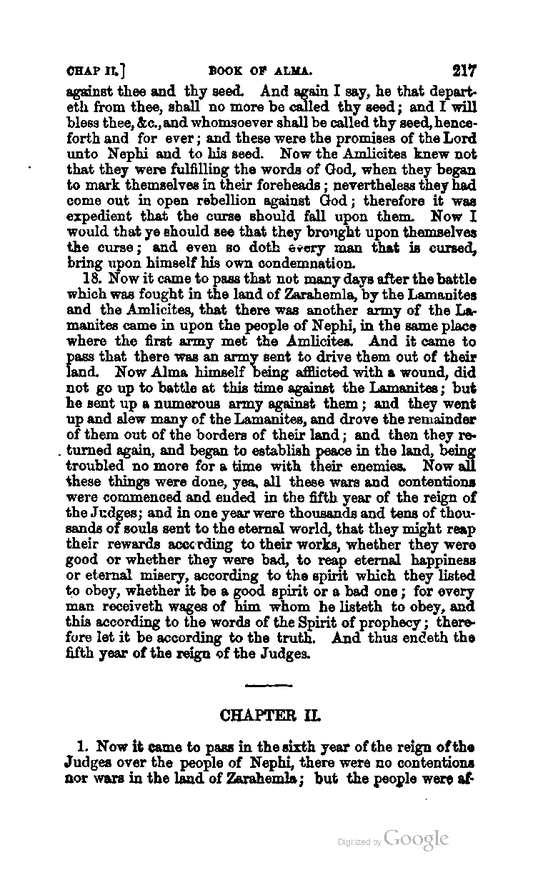 CHAP II.] BOOK OF ALMA. 217
against thee and thy seed. And again I say, he that depart-
eth from thee, shall no more be called thy seed; and I will
bless thee, &c., and whomsoever shall be called thy seed, hence-
forth and for ever; and these were the promises of the Lord
unto Nephi and to his seed. Now the Amlicites knew not
that they were fulfilling the words of God, when they began
to mark themselves in their foreheads; nevertheless they had
come out in open rebellion against God; therefore it was
expedient that the curse should fall upon them. Now I
would that ye should see that they brought upon themselves
the curse; and even so doth every man that is cursed,
bring upon himself his own condemnation.
18. Now it came to pass that not many days after the battle
which was fought in the land of Zarahemla, by the Lamanites
and the Amlicites, that there was another army of the La-
manites came in upon the people of Nephi, in the same place
where the first army met the Amlicites. And it came to
pass that there was an army sent to drive them out of their
land. Now Alma himself being afflicted with a wound, did
not go up to battle at this time against the Lamanites; but
he sent up a numerous army against them; and they went
up and slew many of the Lamanites, and drove the remainder
of them out of the borders of their land; and then they re-
turned again, and began to establish peace in the land, being
troubled no more for a time with their enemies. Now all
these things were done, yea, all these wars and contentions
were commenced and ended in the fifth year of the reign of
the Judges; and in one year were thousands and tens of thou-
sands of souls sent to the eternal world, that they might reap
their rewards according to their works, whether they were
good or whether they were bad, to reap eternal happiness
or eternal misery, according to the spirit which they listed
to obey, whether it be a good spirit or a bad one; for every
man receiveth wages of him whom he listeth to obey, and
this according to the words of the Spirit of prophecy; there-
fore let it be according to the truth. And thus endeth the
fifth year of the reign of the Judges.
CHAPTER II.
1. Now it came to pass in the sixth year of the reign of the
Judges over the people of Nephi, there were no contentions
nor wars in the land of Zarahemla; but the people were af-
Digitized by Google